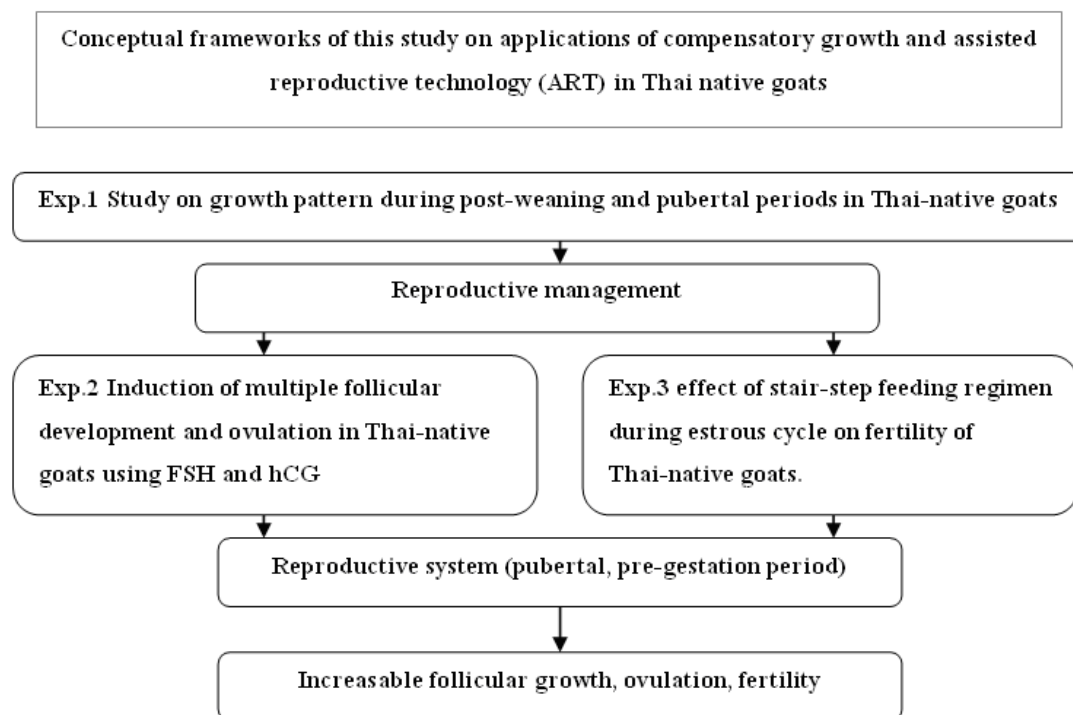 Conceptual frameworks of this study on applications of compensatory growth and assisted
reproductive technology (ART) in Thai native goats
Exp.1 Study on growth pattern during post-weaning and pubertal periods in Thai-native goats
Reproductive management
Exp.2 Induction of multiple follicular
development and ovulation in Thai-native
goats using FSH and hCG
Exp.3 effect of stair-step feeding regimen
during estrous cycle on fertility of
Thai-native goats.
Reproductive system (pubertal, pre-gestation period)
Increasable follicular growth, ovulation, fertility